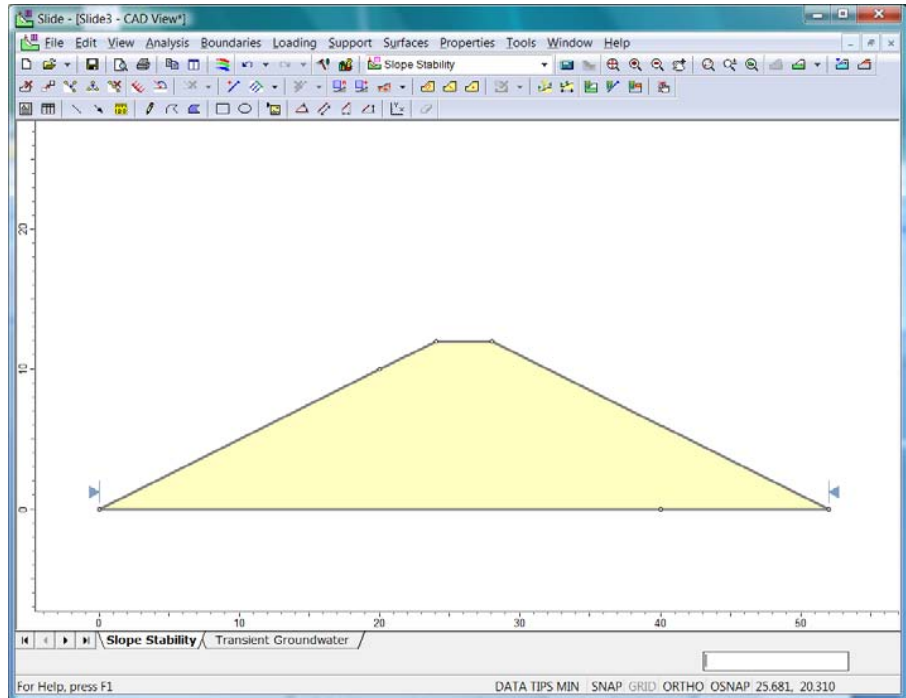 Slide - [Slide3 - CAD View*]
File Edit View Analysis Boundaries Loading Support Surfaces Properties Tools Window Help
Slope Stability
20
10
0
0 10 20 30 40 50
Slope Stability Transient Groundwater
For Help, press F1 DATA TIPS MIN SNAP GRID ORTHO OSNAP 25.681, 20.310